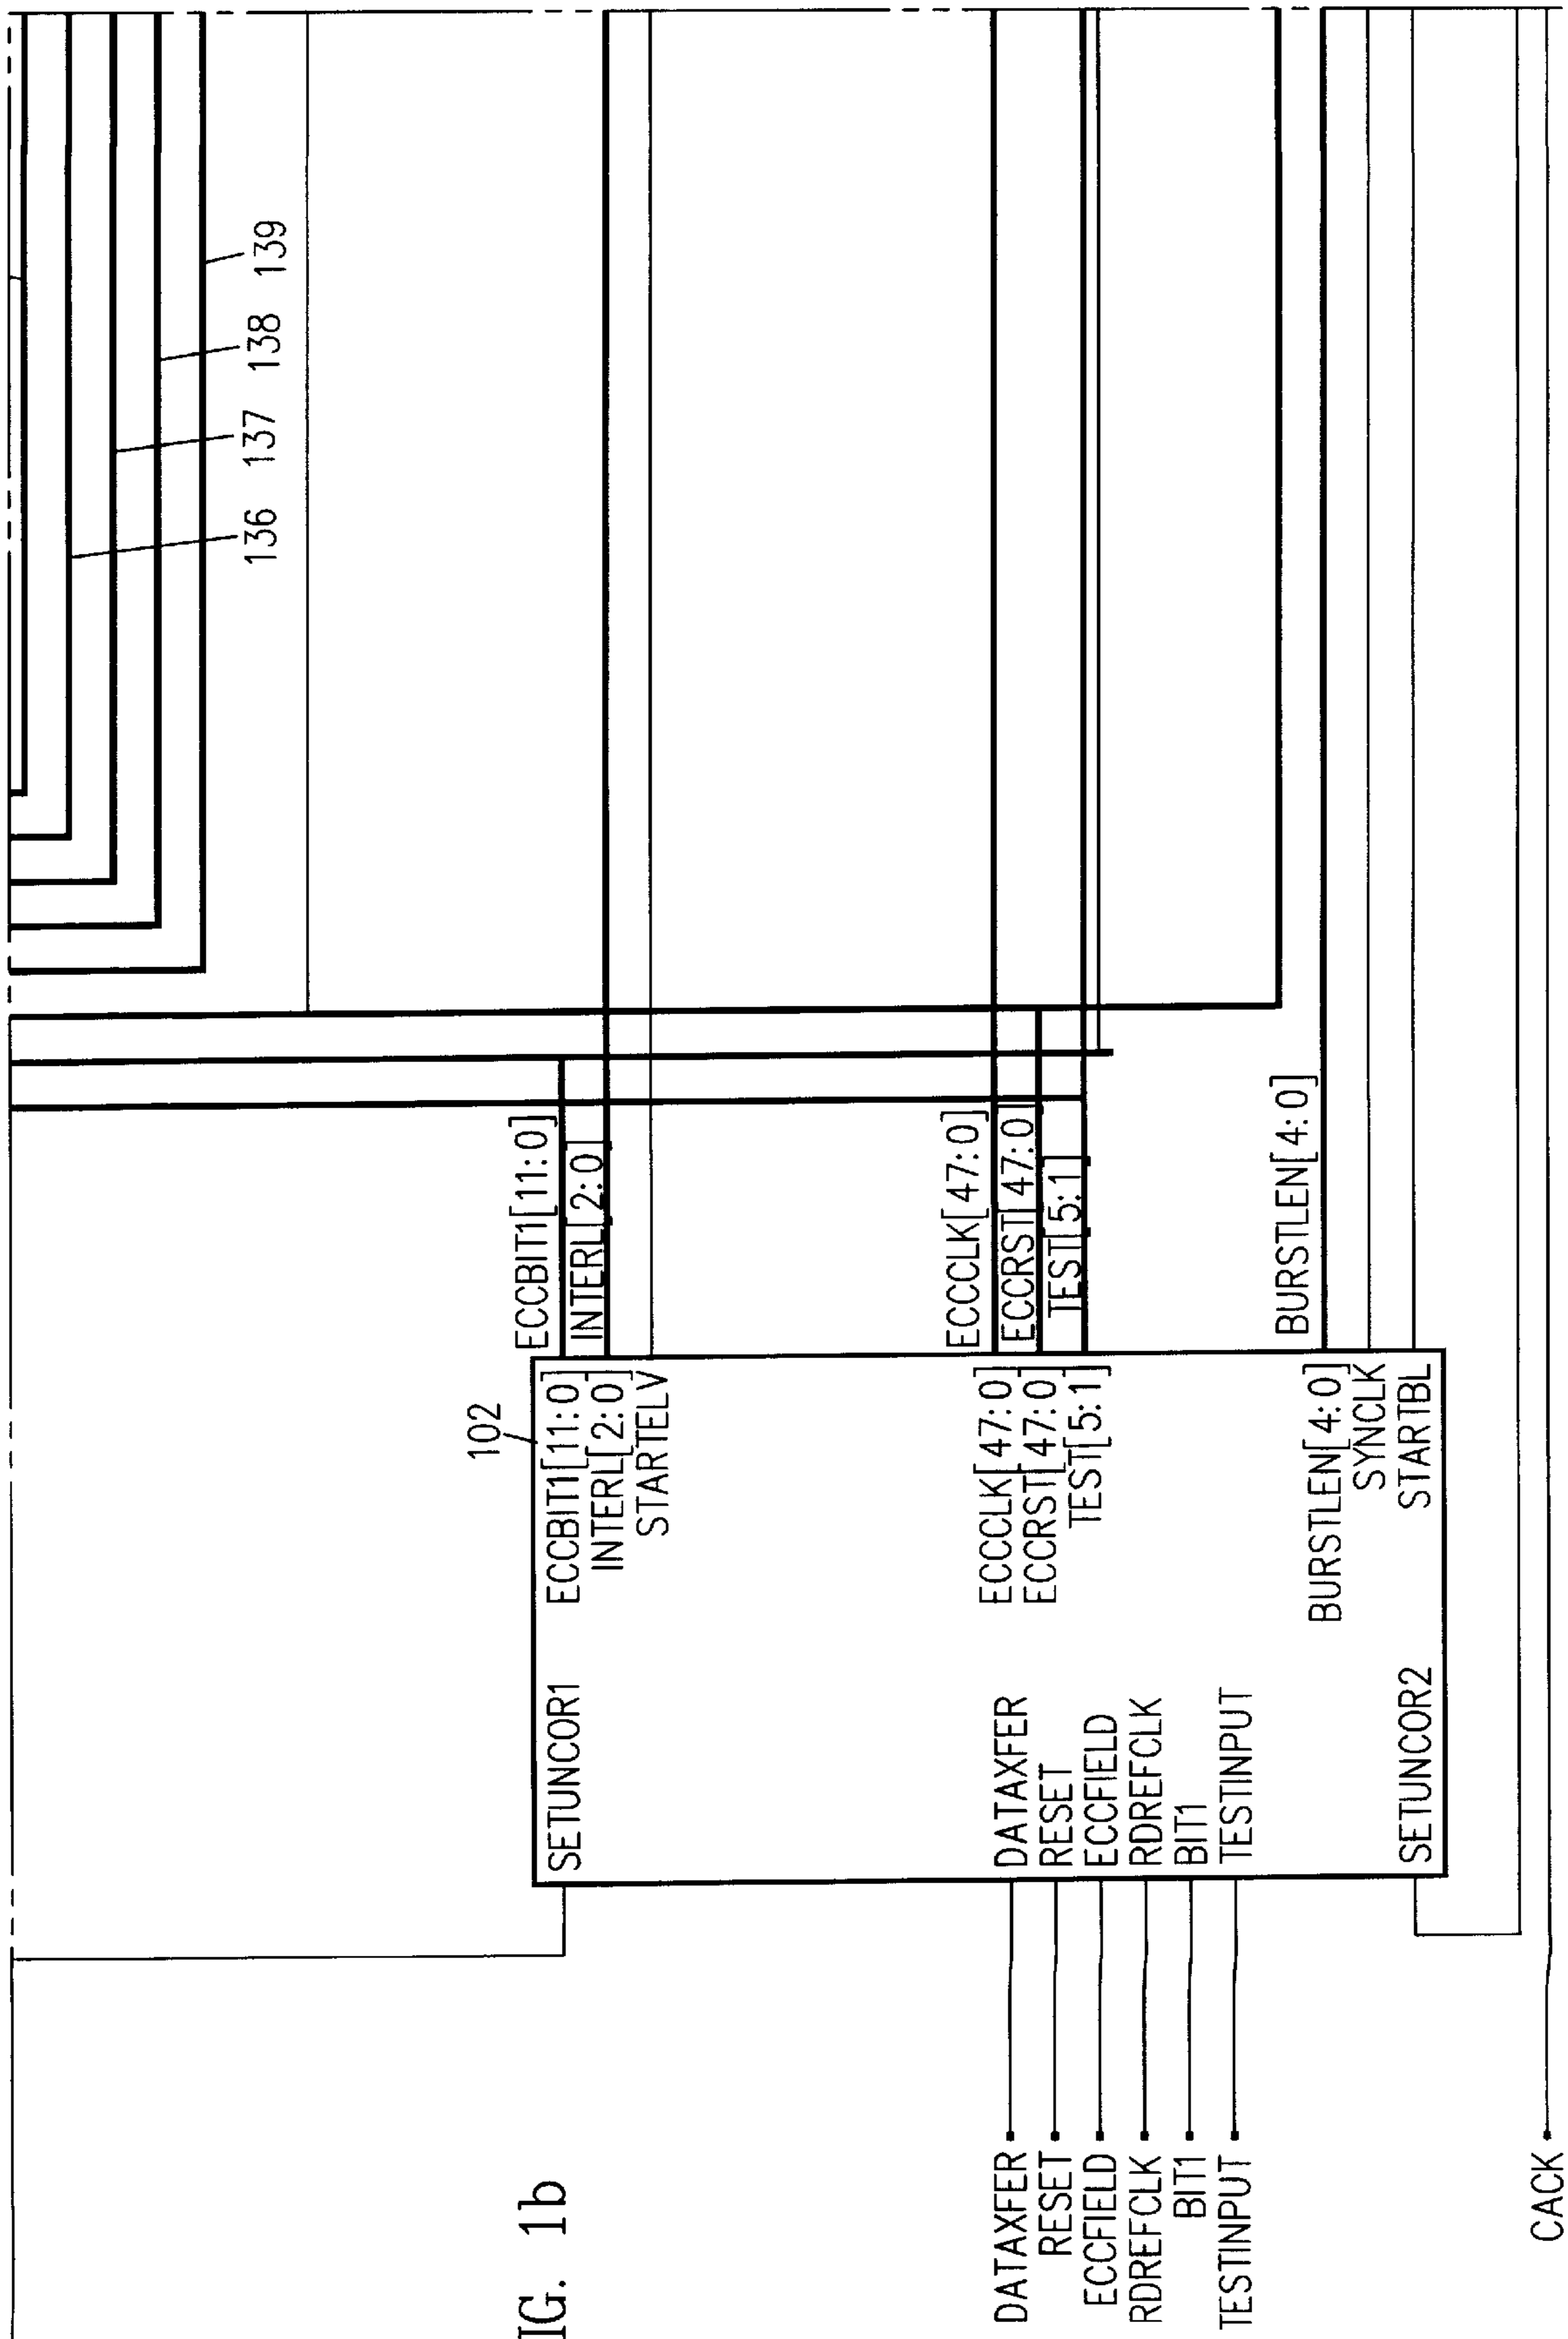 136 137 138 139
102
SETUNCOR1
ECCBIT1[11:0]
INTERL[2:0]
STARTELV
ECCBIT1[11:0]
INTERL[2:0]
DATAXFER
RESET
ECCFIELD
RDREFCLK
BIT1
TESTINPUT
DATAXFER
RESET
ECCFIELD
RDREFCLK
BIT1
TESTINPUT
ECCCLK[47:0]
ECCRST[47:0]
TEST[5:1]
ECCCLK[47:0]
ECCRST[47:0]
TEST[5:1]
SETUNCOR2
BURSTLEN[4:0]
SYNCLK
STARTBL
BURSTLEN[4:0]
CACK
IG. 1b